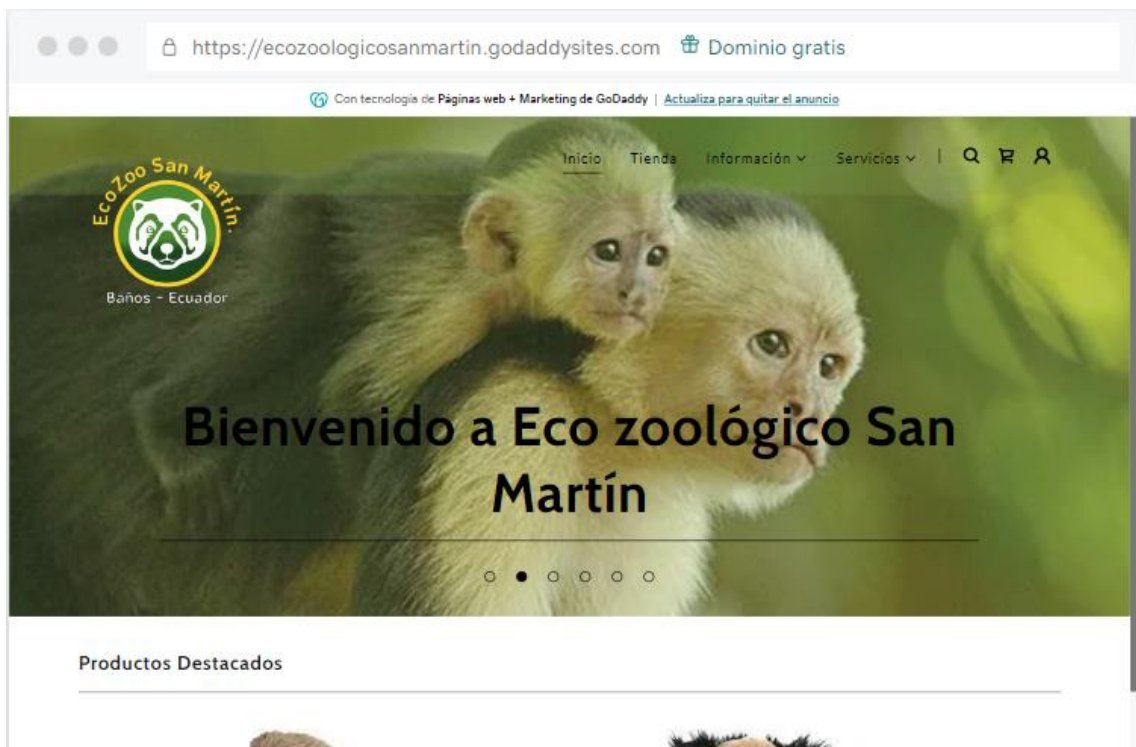 https://ecozoologicosanmartin.godaddysites.com Dominio gratis
Con tecnología de Páginas web + Marketing de GoDaddy | Actualiza para quitar el anuncio
EcoZoo San Martín.
Baños - Ecuador
Inicio Tienda Información Servicios |
Bienvenido a Eco zoológico San
Martín
Productos Destacados